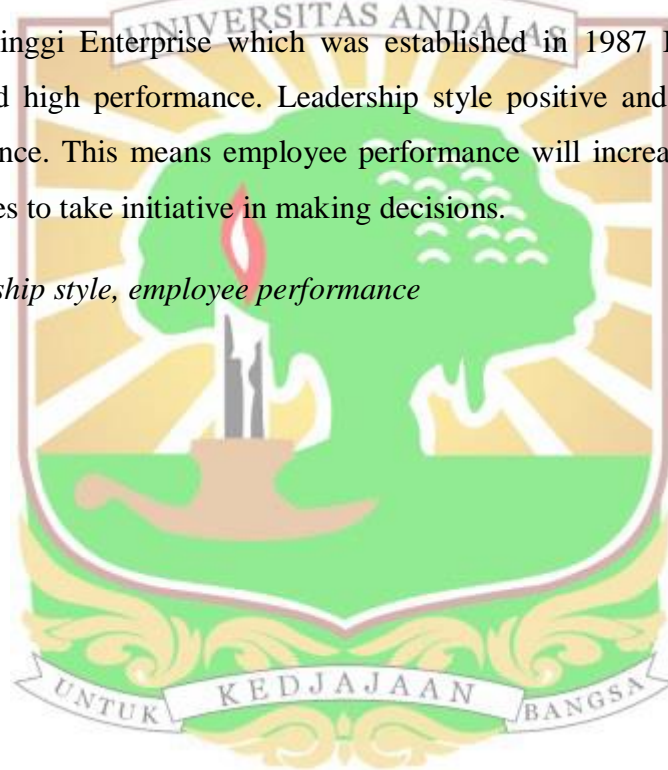 UNIVERSITAS ANDALAS
inggi Enterprise which was established in 1987
d high performance. Leadership style positive and
nce. This means employee performance will increa
es to take initiative in making decisions.
ship style, employee performance
UNTUK KEDJAJAAN BANGSA